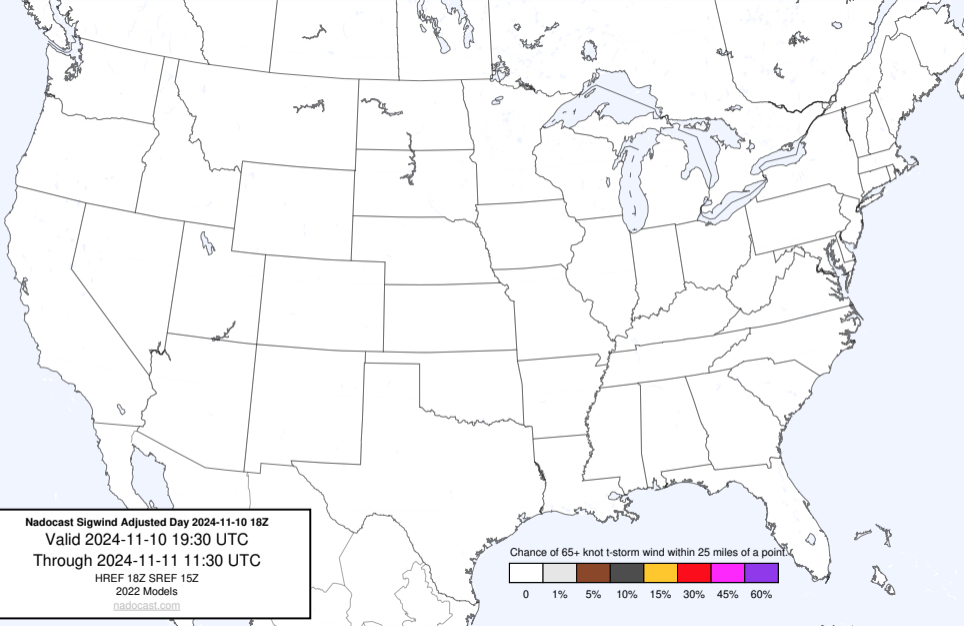 Nadocast Sigwind Adjusted Day 2024-11-10 18Z
Valid 2024-11-10 19:30 UTC
Through 2024-11-11 11:30 UTC
HREF 18Z SREF 15Z
2022 Models
nadocast.com
Chance of 65+ knot t-storm wind within 25 miles of a point.
0 1% 5% 10% 15% 30% 45% 60%